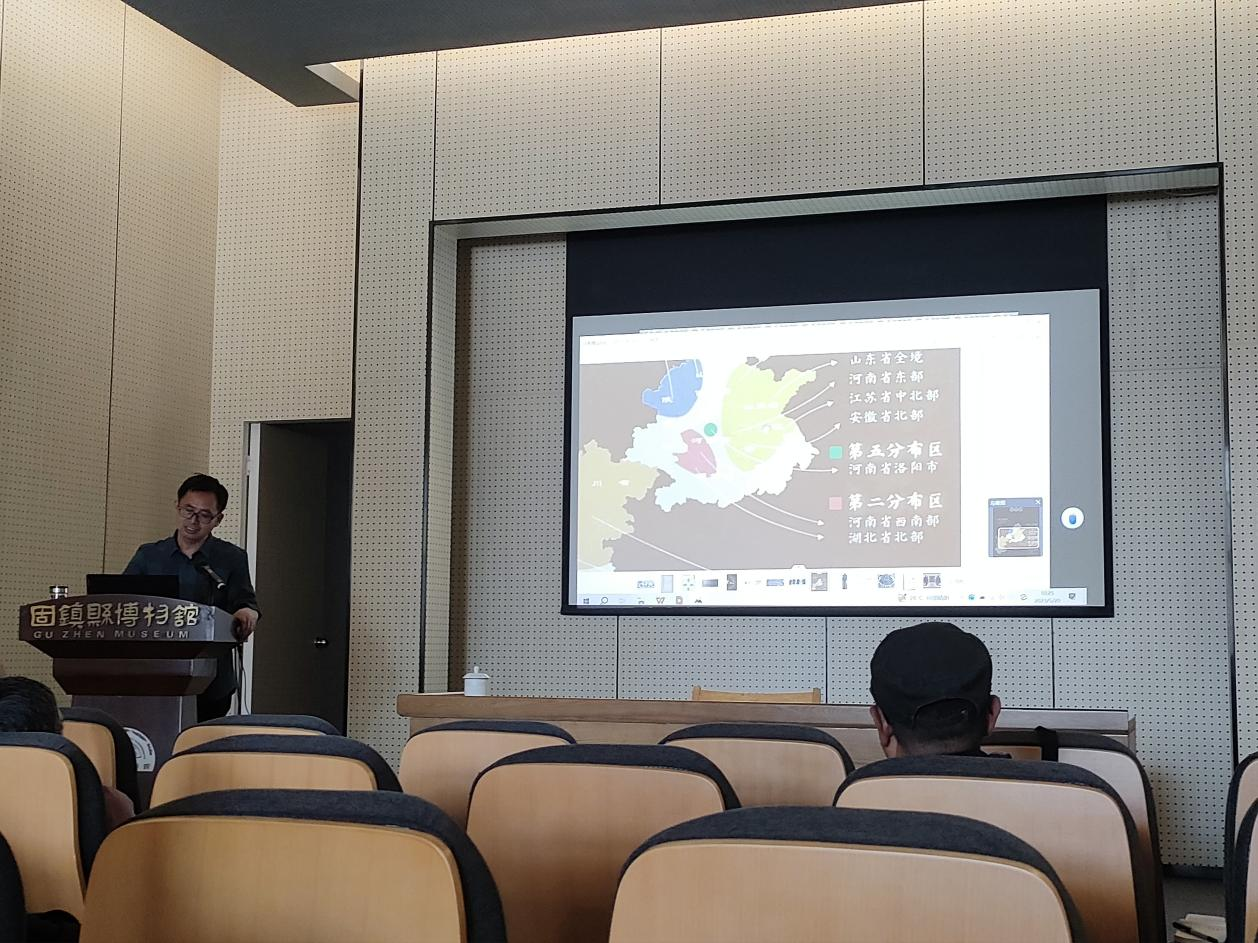 固鎮縣博物館
GU ZHEN MUSEUM
山东省全境
河南省东部
江苏省中北部
安徽省北部
第五分布区
河南省洛阳市
第二分布区
河南省西南部
湖北省北部
川